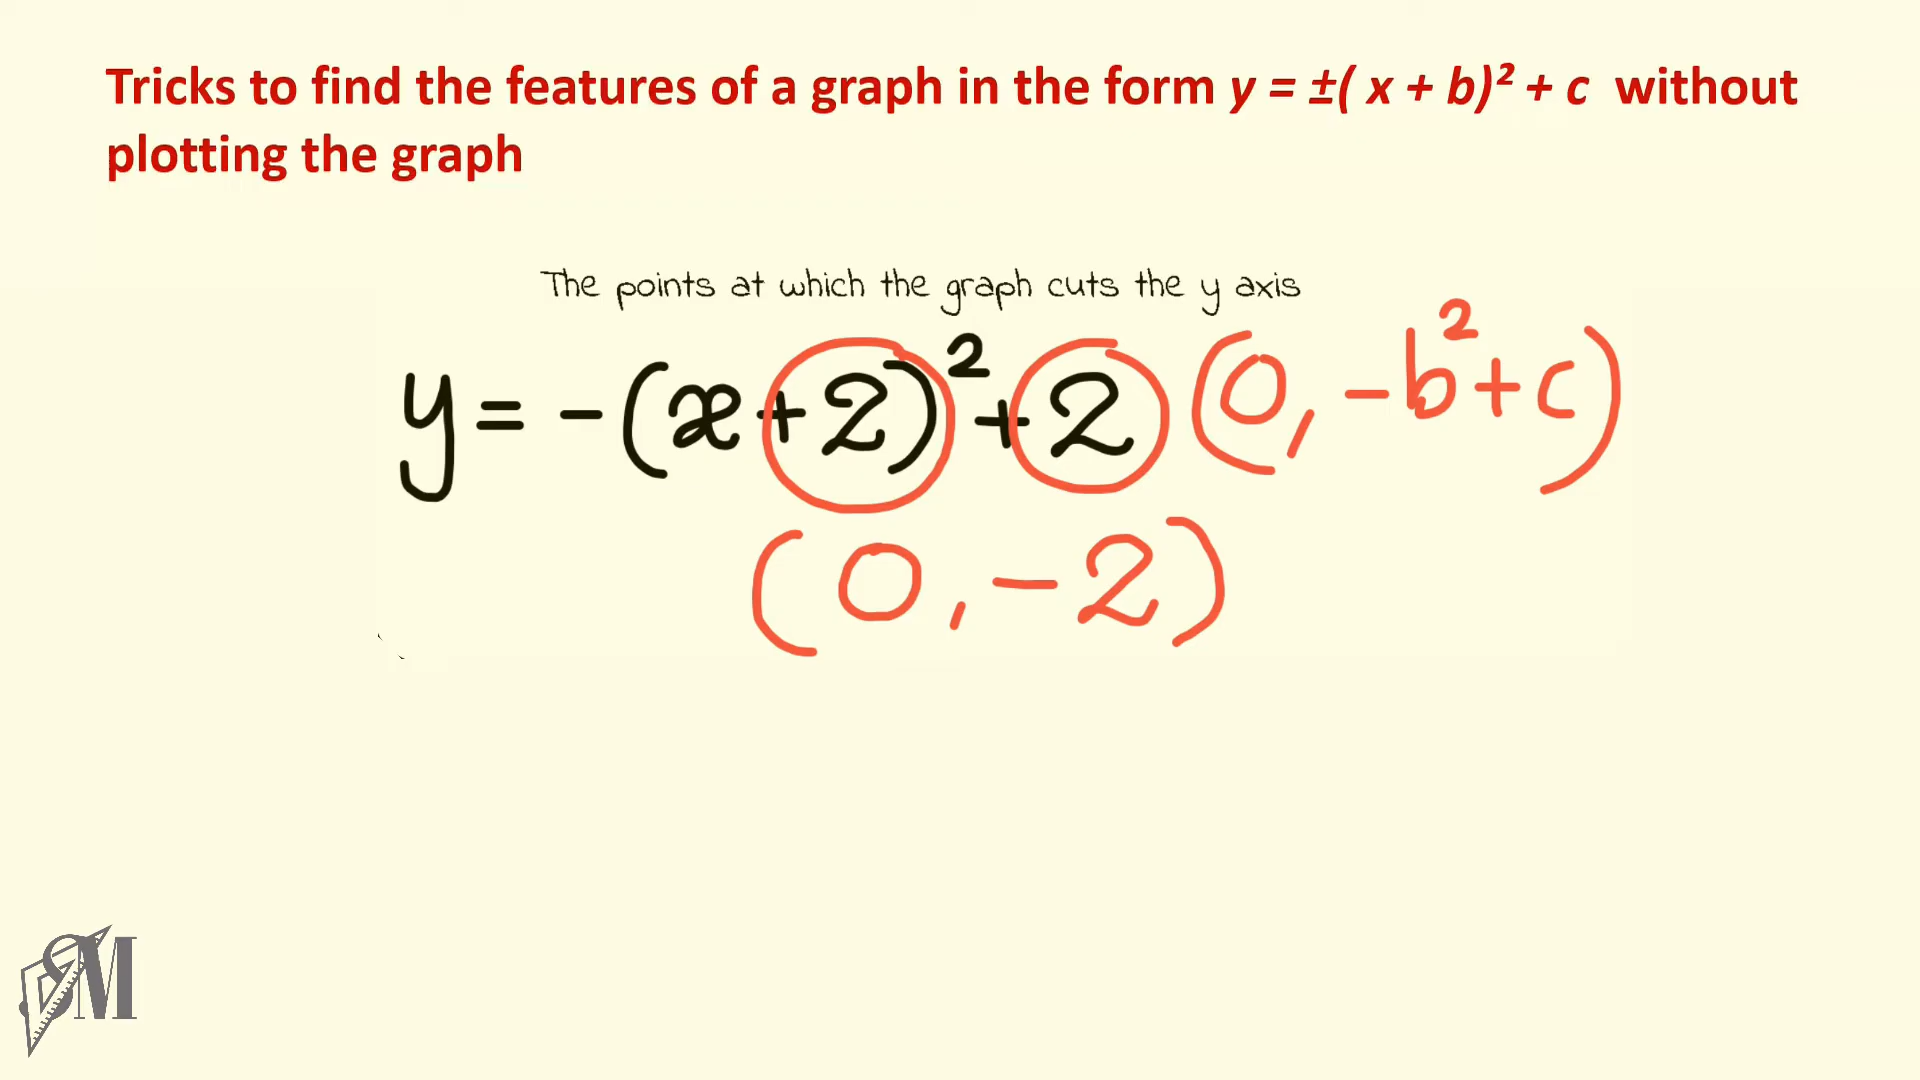 Tricks to find the features of a graph in the form y = ±( x + b)² + c without
plotting the graph
The points at which the graph cuts the y axis
y = -(x+2)² + 2 (0, -b²+c)
(0, -2)
SM